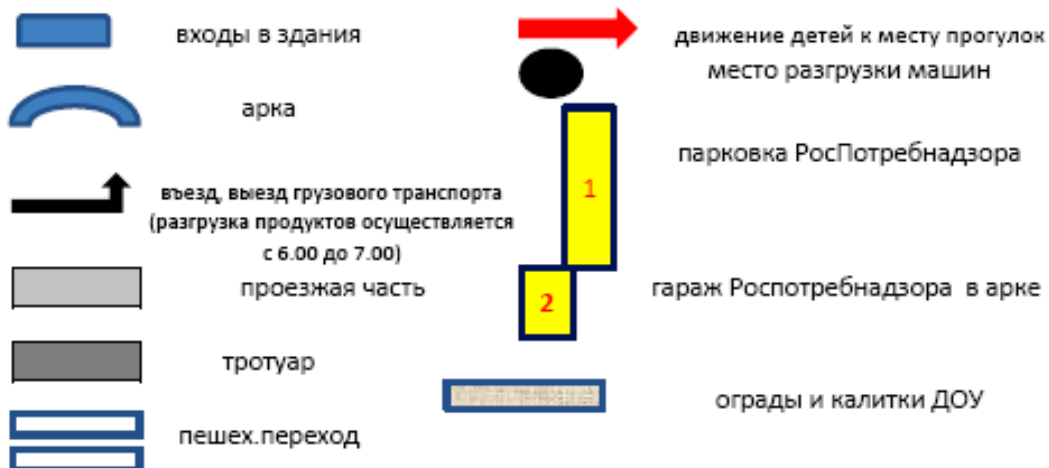 входы в здания
арка
въезд, выезд грузового транспорта
(разгрузка продуктов осуществляется
с 6.00 до 7.00)
проезжая часть
тротуар
пешех.переход
движение детей к месту прогулок
место разгрузки машин
1
парковка РосПотребнадзора
2
гараж Роспотребнадзора в арке
ограды и калитки ДОУ